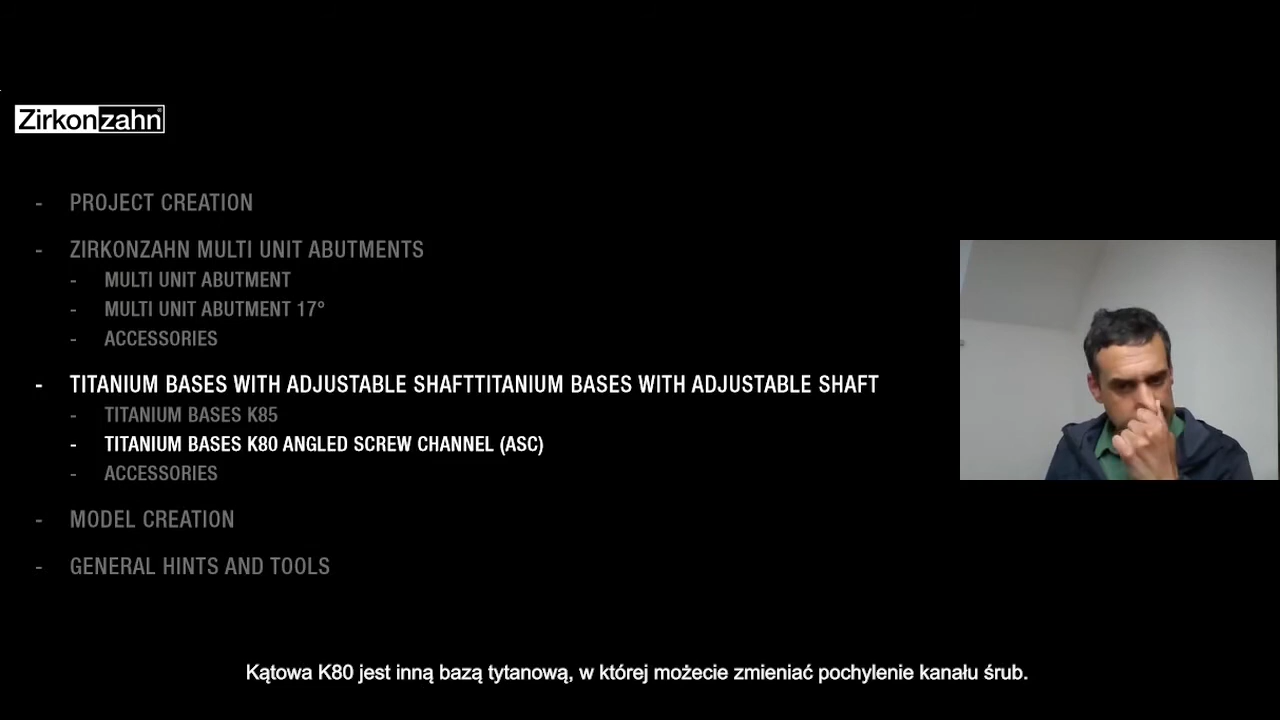 Zirkonzahn®
- PROJECT CREATION
- ZIRKONZAHN MULTI UNIT ABUTMENTS
- MULTI UNIT ABUTMENT
- MULTI UNIT ABUTMENT 17°
- ACCESSORIES
- TITANIUM BASES WITH ADJUSTABLE SHAFTTITANIUM BASES WITH ADJUSTABLE SHAFT
- TITANIUM BASES K85
- TITANIUM BASES K80 ANGLED SCREW CHANNEL (ASC)
- ACCESSORIES
- MODEL CREATION
- GENERAL HINTS AND TOOLS
Kątowa K80 jest inną bazą tytanową, w której możecie zmieniać pochylenie kanału śrub.